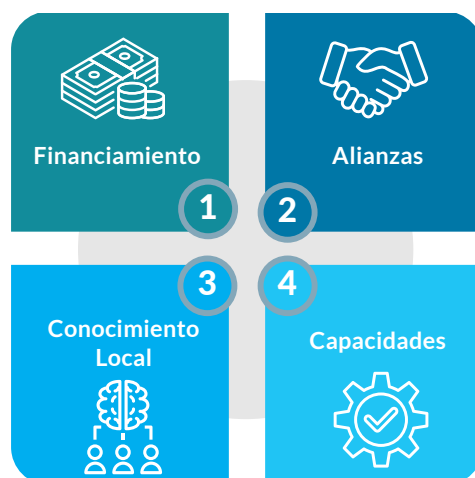 Financiamiento
1
Alianzas
2
3
Conocimiento
Local
4
Capacidades